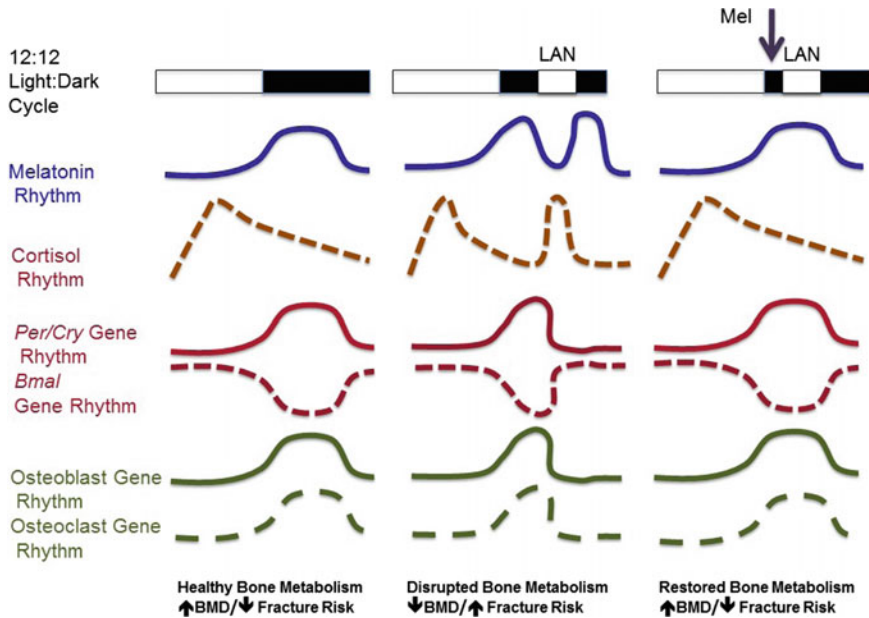 Mel
LAN
LAN
12:12
Light:Dark
Cycle
Melatonin
Rhythm
Cortisol
Rhythm
Per/Cry Gene
Rhythm
Bmal
Gene Rhythm
Osteoblast Gene
Rhythm
Osteoclast Gene
Rhythm
Healthy Bone Metabolism
↑BMD/↓ Fracture Risk
Disrupted Bone Metabolism
↓BMD/↑ Fracture Risk
Restored Bone Metabolism
↑BMD/↓ Fracture Risk